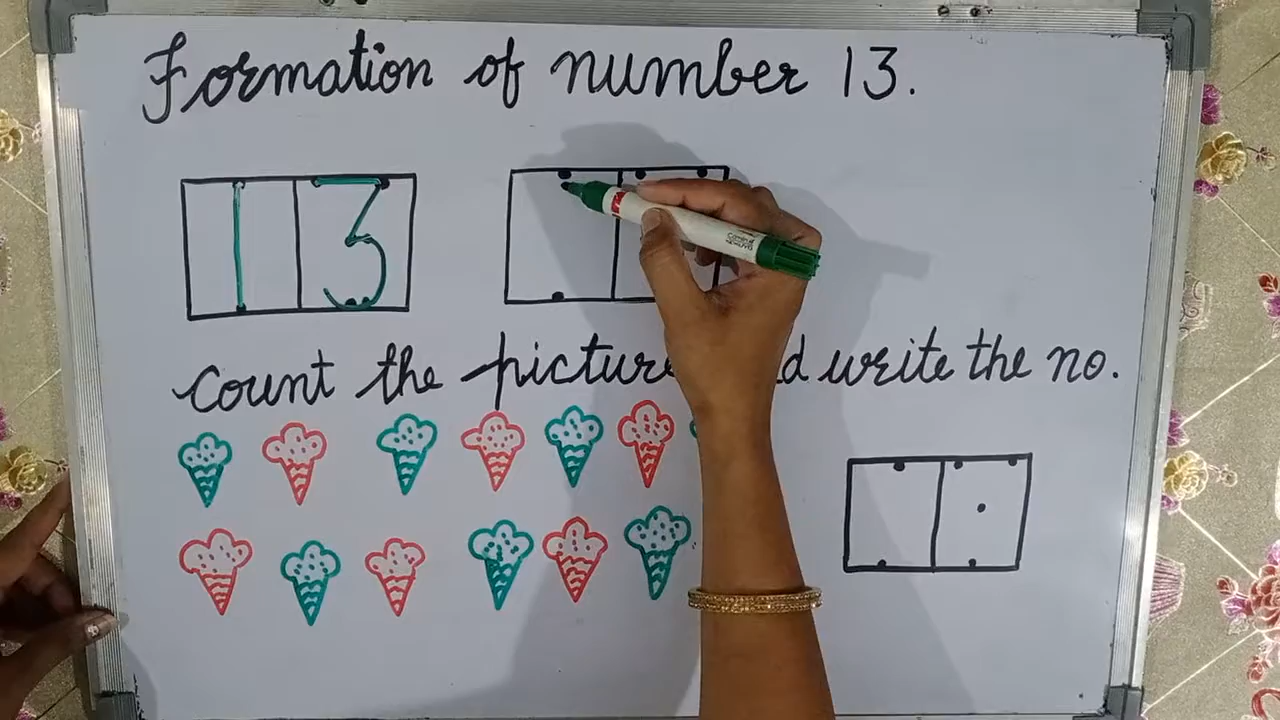 Formation of number 13.
13
count the picture d write the no.